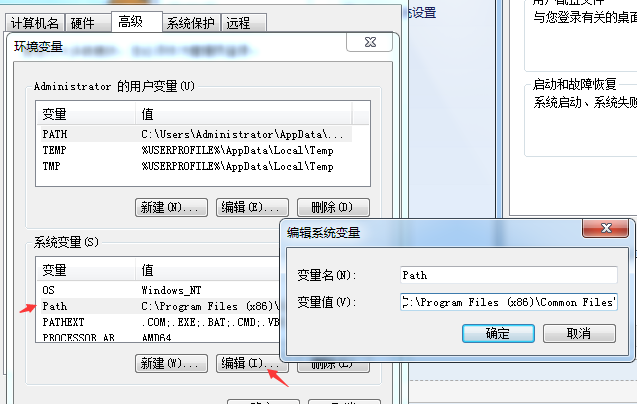 计算机名 硬件 高级 系统保护 远程
环境变量
Administrator 的用户变量(U)
变量 值
PATH C:\Users\Administrator\AppData\...
TEMP %USERPROFILE%\AppData\Local\Temp
TMP %USERPROFILE%\AppData\Local\Temp
新建(N)... 编辑(E)... 删除(D)
系统变量(S)
变量 值
OS Windows_NT
Path C:\Program Files (x86)\
PATHEXT .COM;.EXE;.BAT;.CMD;.VB
PROCESSOR_AR AMD64
新建(W)... 编辑(I)... 删除(L)
编辑系统变量
变量名(N): Path
变量值(V): C:\Program Files (x86)\Common Files\
确定 取消
统设置
与您登录有关的桌面
启动和故障恢复
系统启动、系统失败